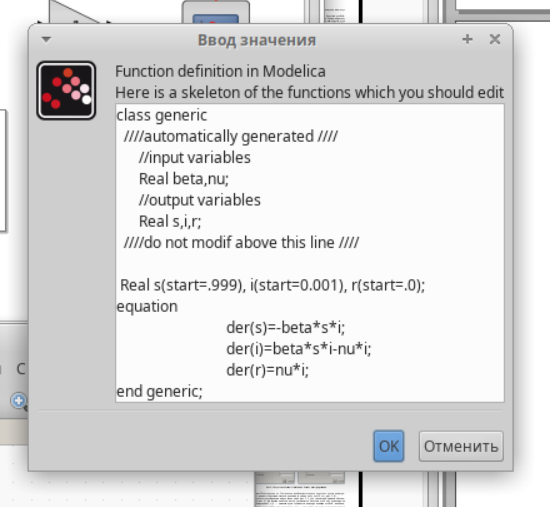 Ввод значения
Function definition in Modelica
Here is a skeleton of the functions which you should edit
class generic
////automatically generated ////
//input variables
Real beta,nu;
//output variables
Real s,i,r;
////do not modif above this line ////
Real s(start=.999), i(start=0.001), r(start=.0);
equation
der(s)=-beta*s*i;
der(i)=beta*s*i-nu*i;
der(r)=nu*i;
end generic;
OK
Отменить